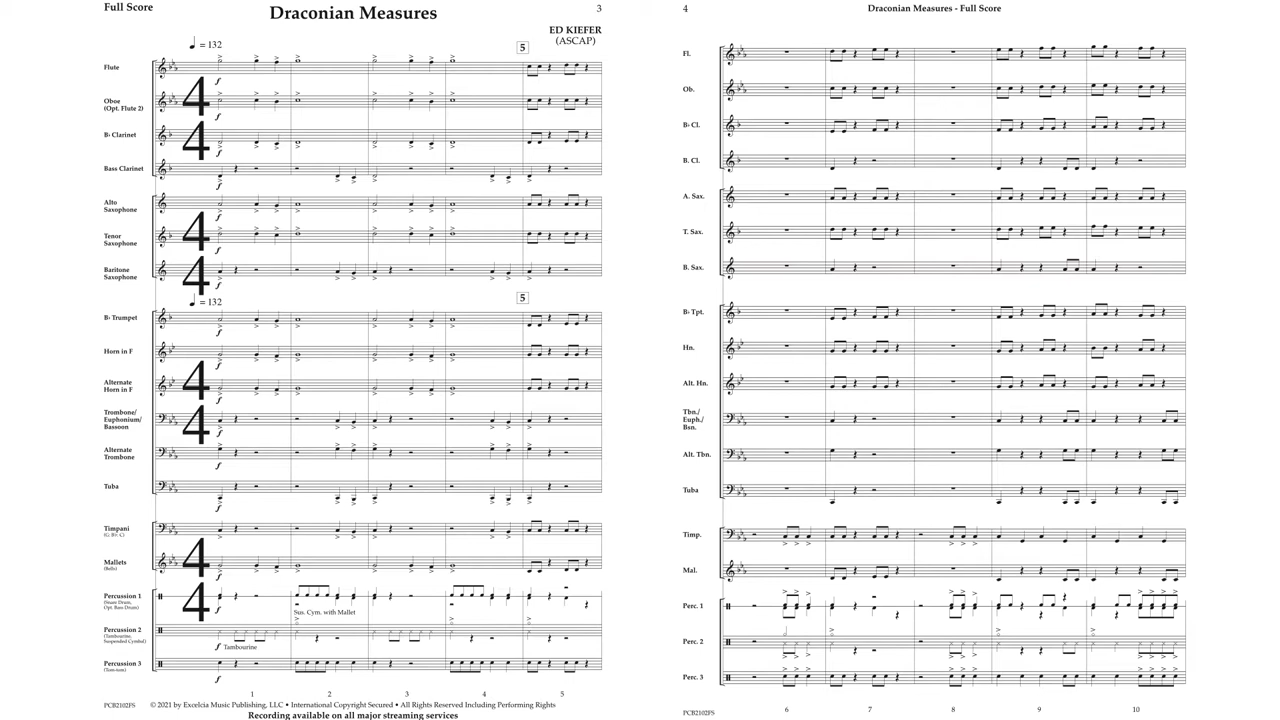 Full Score
Draconian Measures
3
ED KIEFER
(ASCAP)
♩ = 132
5
Flute
Oboe
(Opt. Flute 2)
B♭ Clarinet
Bass Clarinet
Alto
Saxophone
Tenor
Saxophone
Baritone
Saxophone
4 4
f
♩ = 132
5
B♭ Trumpet
Horn in F
Alternate
Horn in F
Trombone/
Euphonium/
Bassoon
Alternate
Trombone
Tuba
Timpani
(G; B♭; C)
Mallets
(Bells)
Percussion 1
(Snare Drum,
Opt. Bass Drum)
Sus. Cym. with Mallet
Percussion 2
(Tambourine,
Suspended Cymbal)
f Tambourine
Percussion 3
(Tom-tom)
f
1 2 3 4 5
PCB2102FS
© 2021 by Excelcia Music Publishing, LLC • International Copyright Secured • All Rights Reserved Including Performing Rights
Recording available on all major streaming services
4
Draconian Measures - Full Score
Fl.
Ob.
B♭ Cl.
B. Cl.
A. Sax.
T. Sax.
B. Sax.
B♭ Tpt.
Hn.
Alt. Hn.
Tbn./
Euph./
Bsn.
Alt. Tbn.
Tuba
Timp.
Mal.
Perc. 1
Perc. 2
Perc. 3
6 7 8 9 10
PCB2102FS